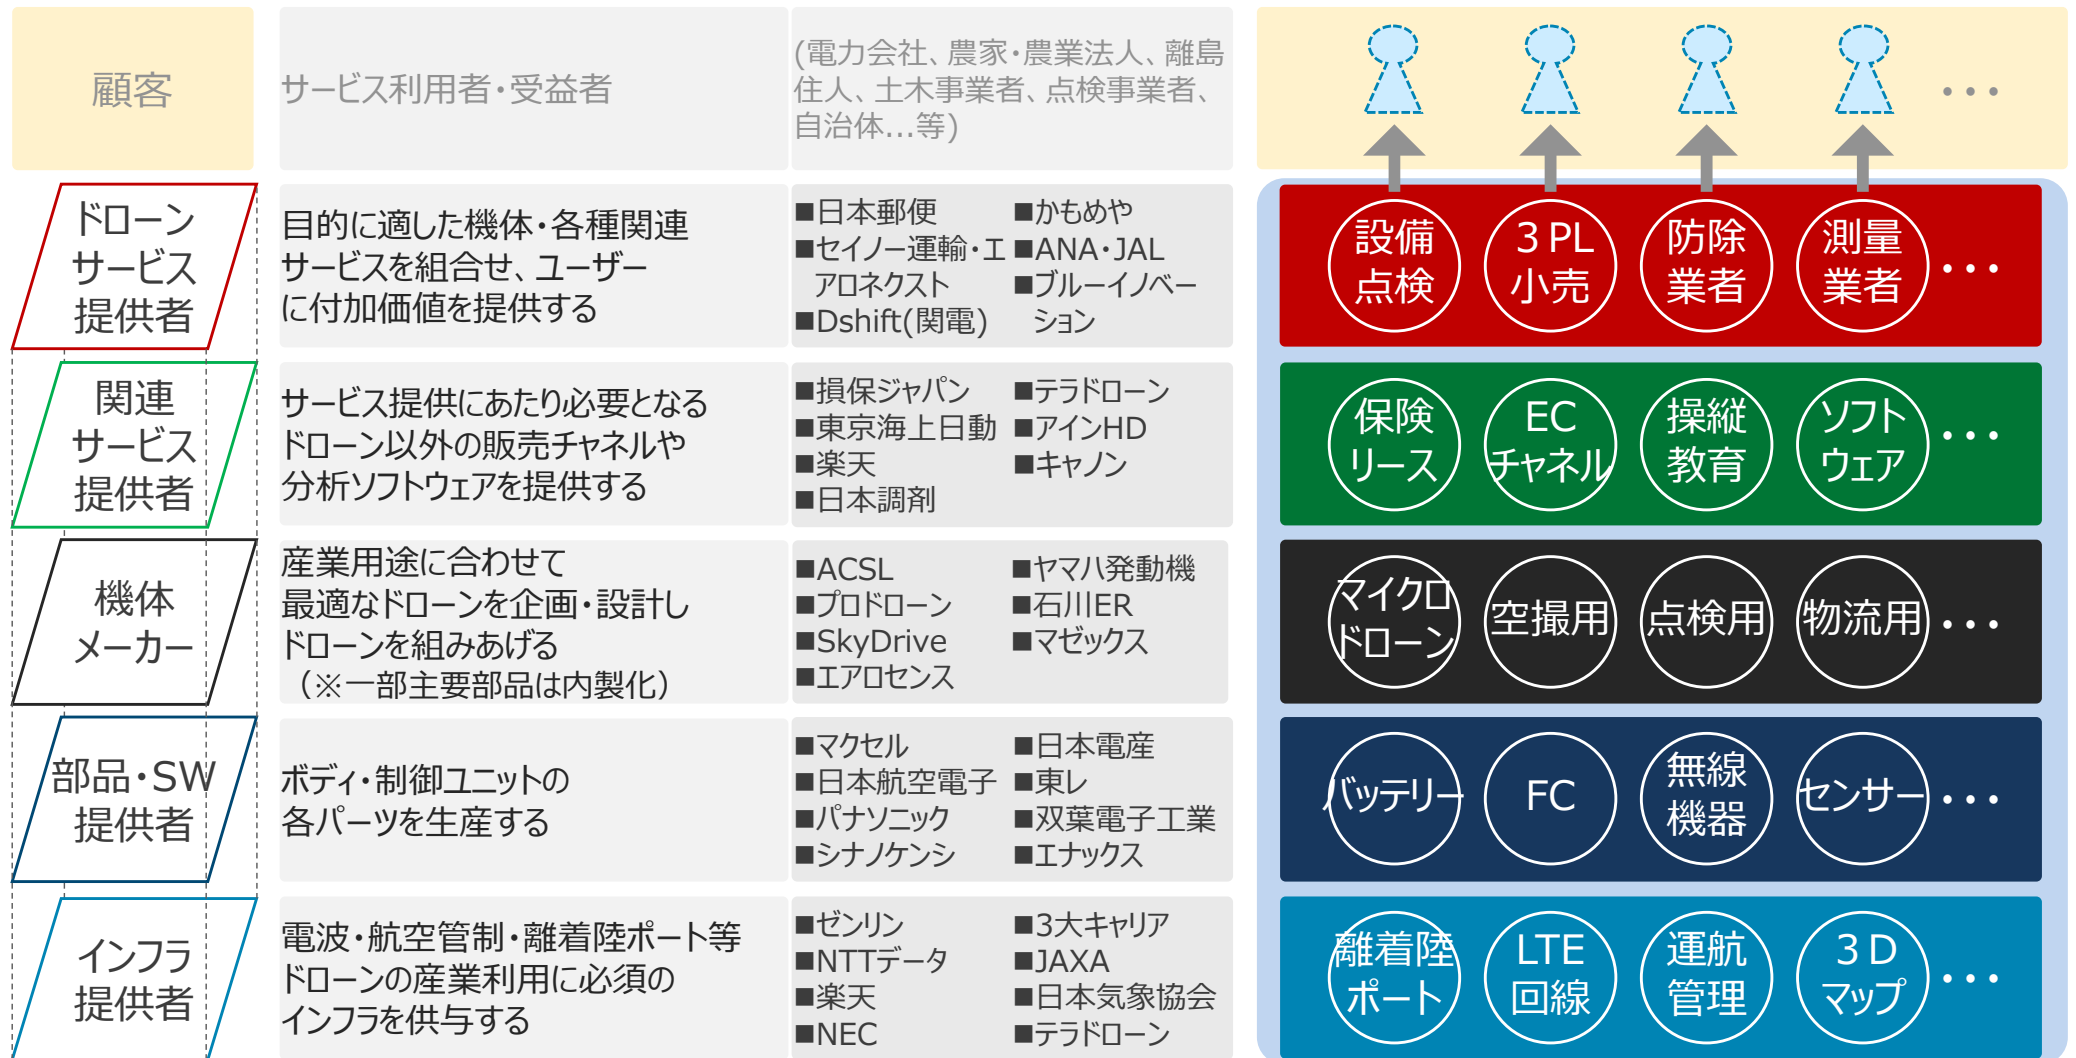 顧客
サービス利用者・受益者
(電力会社、農家・農業法人、離島
住人、土木事業者、点検事業者、
自治体...等)
・・・
ドローン
サービス
提供者
目的に適した機体・各種関連
サービスを組合せ、ユーザー
に付加価値を提供する
■日本郵便
■セイノー運輸・エ
アロネクスト
■Dshift(関電)
■かもめや
■ANA・JAL
■ブルーイノベー
ション
設備
点検
３PL
小売
防除
業者
測量
業者
・・・
関連
サービス
提供者
サービス提供にあたり必要となる
ドローン以外の販売チャネルや
分析ソフトウェアを提供する
■損保ジャパン
■東京海上日動
■楽天
■日本調剤
■テラドローン
■アインHD
■キャノン
保険
リース
EC
チャネル
操縦
教育
ソフト
ウェア
・・・
機体
メーカー
産業用途に合わせて
最適なドローンを企画・設計し
ドローンを組みあげる
（※一部主要部品は内製化）
■ACSL
■プロドローン
■SkyDrive
■エアロセンス
■ヤマハ発動機
■石川ER
■マゼックス
マイクロ
ドローン
空撮用
点検用
物流用
・・・
部品・SW
提供者
ボディ・制御ユニットの
各パーツを生産する
■マクセル
■日本航空電子
■パナソニック
■シナノケンシ
■日本電産
■東レ
■双葉電子工業
■エナックス
バッテリー
FC
無線
機器
センサー
・・・
インフラ
提供者
電波・航空管制・離着陸ポート等
ドローンの産業利用に必須の
インフラを供与する
■ゼンリン
■NTTデータ
■楽天
■NEC
■3大キャリア
■JAXA
■日本気象協会
■テラドローン
離着陸
ポート
LTE
回線
運航
管理
３D
マップ
・・・